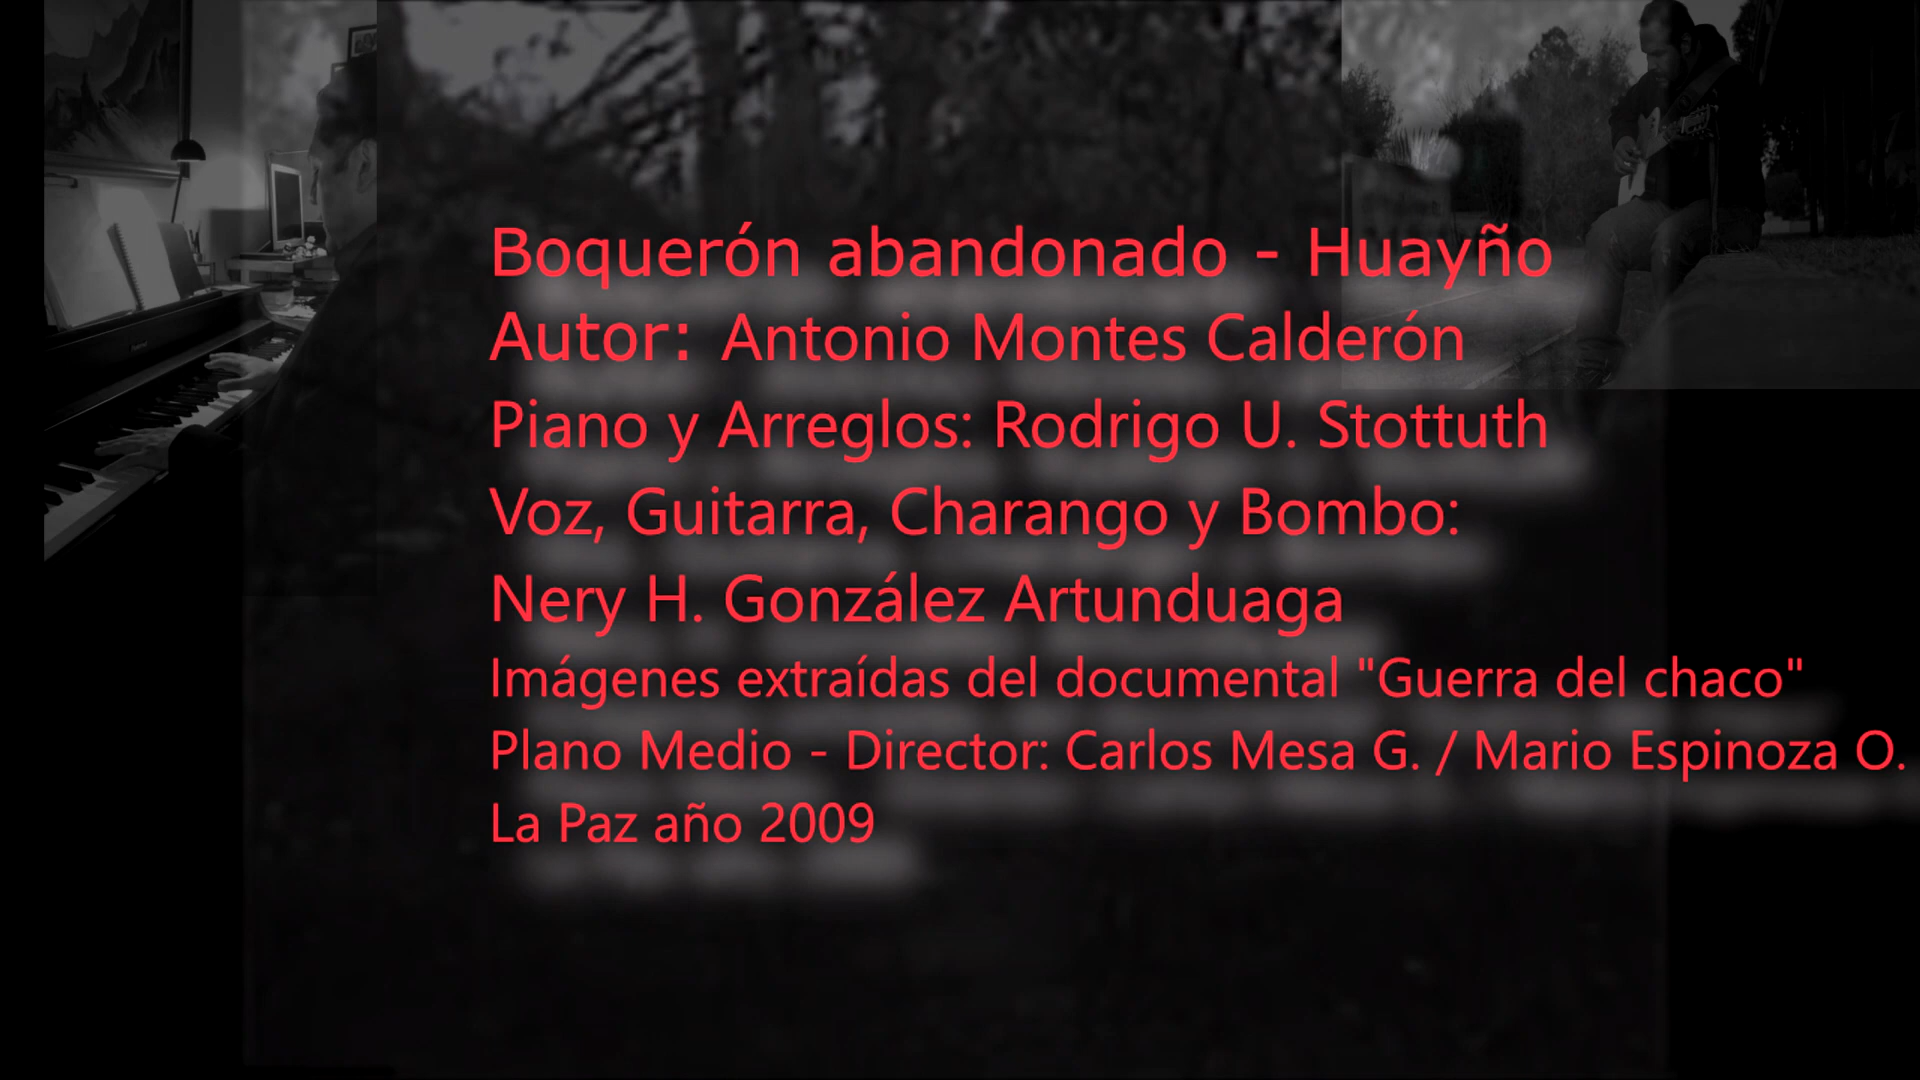 Boquerón abandonado - Huayño
Autor: Antonio Montes Calderón
Piano y Arreglos: Rodrigo U. Stottuth
Voz, Guitarra, Charango y Bombo:
Nery H. González Artunduaga
Imágenes extraídas del documental "Guerra del chaco"
Plano Medio - Director: Carlos Mesa G. / Mario Espinoza O.
La Paz año 2009